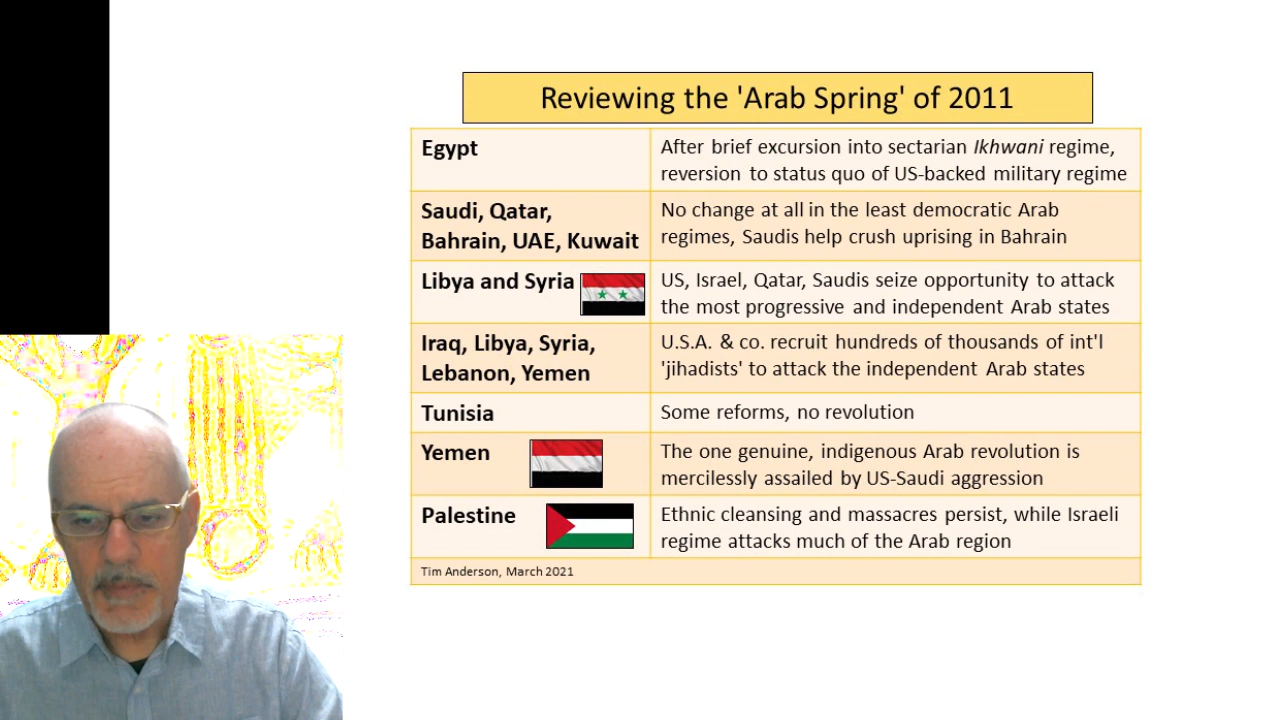 Reviewing the 'Arab Spring' of 2011
Egypt
After brief excursion into sectarian Ikhwani regime,
reversion to status quo of US-backed military regime
Saudi, Qatar,
Bahrain, UAE, Kuwait
No change at all in the least democratic Arab
regimes, Saudis help crush uprising in Bahrain
Libya and Syria
US, Israel, Qatar, Saudis seize opportunity to attack
the most progressive and independent Arab states
Iraq, Libya, Syria,
Lebanon, Yemen
U.S.A. & co. recruit hundreds of thousands of int'l
'jihadists' to attack the independent Arab states
Tunisia
Some reforms, no revolution
Yemen
The one genuine, indigenous Arab revolution is
mercilessly assailed by US-Saudi aggression
Palestine
Ethnic cleansing and massacres persist, while Israeli
regime attacks much of the Arab region
Tim Anderson, March 2021